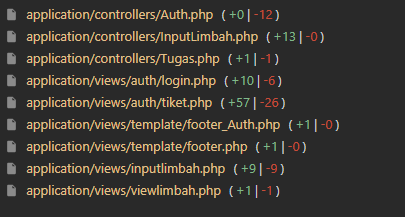 application/controllers/Auth.php (+0|-12)
application/controllers/InputLimbah.php (+13|-0)
application/controllers/Tugas.php (+1|-1)
application/views/auth/login.php (+10|-6)
application/views/auth/tiket.php (+57|-26)
application/views/template/footer_Auth.php (+1|-0)
application/views/template/footer.php (+1|-0)
application/views/inputlimbah.php (+9|-9)
application/views/viewlimbah.php (+1|-1)